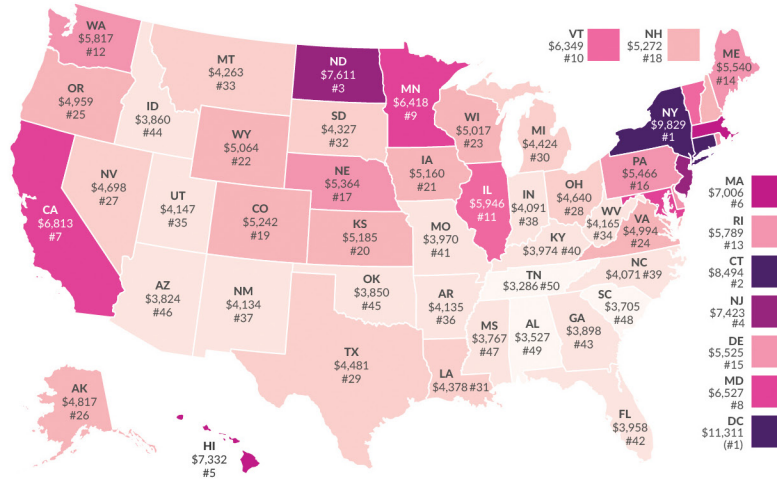 WA
$5,817
#12
OR
$4,959
#25
CA
$6,813
#7
NV
$4,698
#27
ID
$3,860
#44
MT
$4,263
#33
WY
$5,064
#22
UT
$4,147
#35
CO
$5,242
#19
AZ
$3,824
#46
NM
$4,134
#37
ND
$7,611
#3
SD
$4,327
#32
NE
$5,364
#17
KS
$5,185
#20
OK
$3,850
#45
TX
$4,481
#29
MN
$6,418
#9
IA
$5,160
#21
MO
$3,970
#41
AR
$4,135
#36
LA
$4,378 #31
WI
$5,017
#23
IL
$5,946
#11
MI
$4,424
#30
IN
$4,091
#38
OH
$4,640
#28
KY
$3,974 #40
TN
$3,286 #50
MS
$3,767
#47
AL
$3,527
#49
GA
$3,898
#43
FL
$3,958
#42
SC
$3,705
#48
NC
$4,071 #39
WV
$4,165
#34
VA
$4,994
#24
PA
$5,466
#16
NY
$9,829
#1
VT
$6,349
#10
NH
$5,272
#18
ME
$5,540
#14
MA
$7,006
#6
RI
$5,789
#13
CT
$8,494
#2
NJ
$7,423
#4
DE
$5,525
#15
MD
$6,527
#8
DC
$11,311
(#1)
AK
$4,817
#26
HI
$7,332
#5